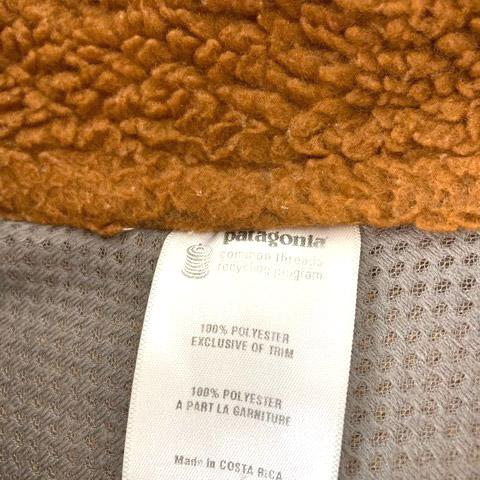 patagonia
common threads
recycling program
100% POLYESTER
EXCLUSIVE OF TRIM
100% POLYESTER
A PART LA GARNITURE
Made in COSTA RICA